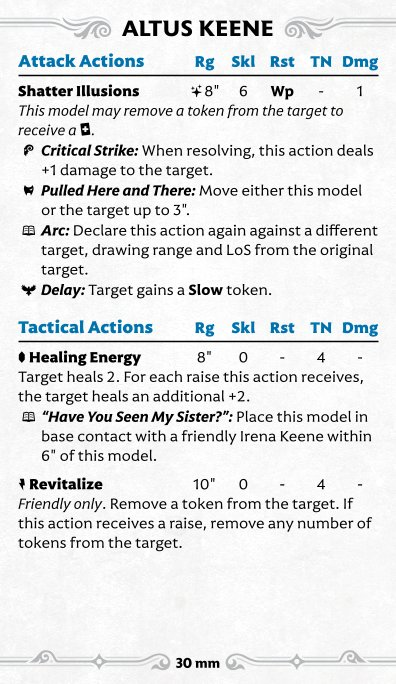 ALTUS KEENE
Attack Actions Rg Skl Rst TN Dmg
Shatter Illusions 8" 6 Wp - 1
This model may remove a token from the target to
receive a .
Critical Strike: When resolving, this action deals
+1 damage to the target.
Pulled Here and There: Move either this model
or the target up to 3".
Arc: Declare this action again against a different
target, drawing range and LoS from the original
target.
Delay: Target gains a Slow token.
Tactical Actions Rg Skl Rst TN Dmg
Healing Energy 8" 0 - 4 -
Target heals 2. For each raise this action receives,
the target heals an additional +2.
“Have You Seen My Sister?”: Place this model in
base contact with a friendly Irena Keene within
6" of this model.
Revitalize 10" 0 - 4 -
Friendly only. Remove a token from the target. If
this action receives a raise, remove any number of
tokens from the target.
30 mm